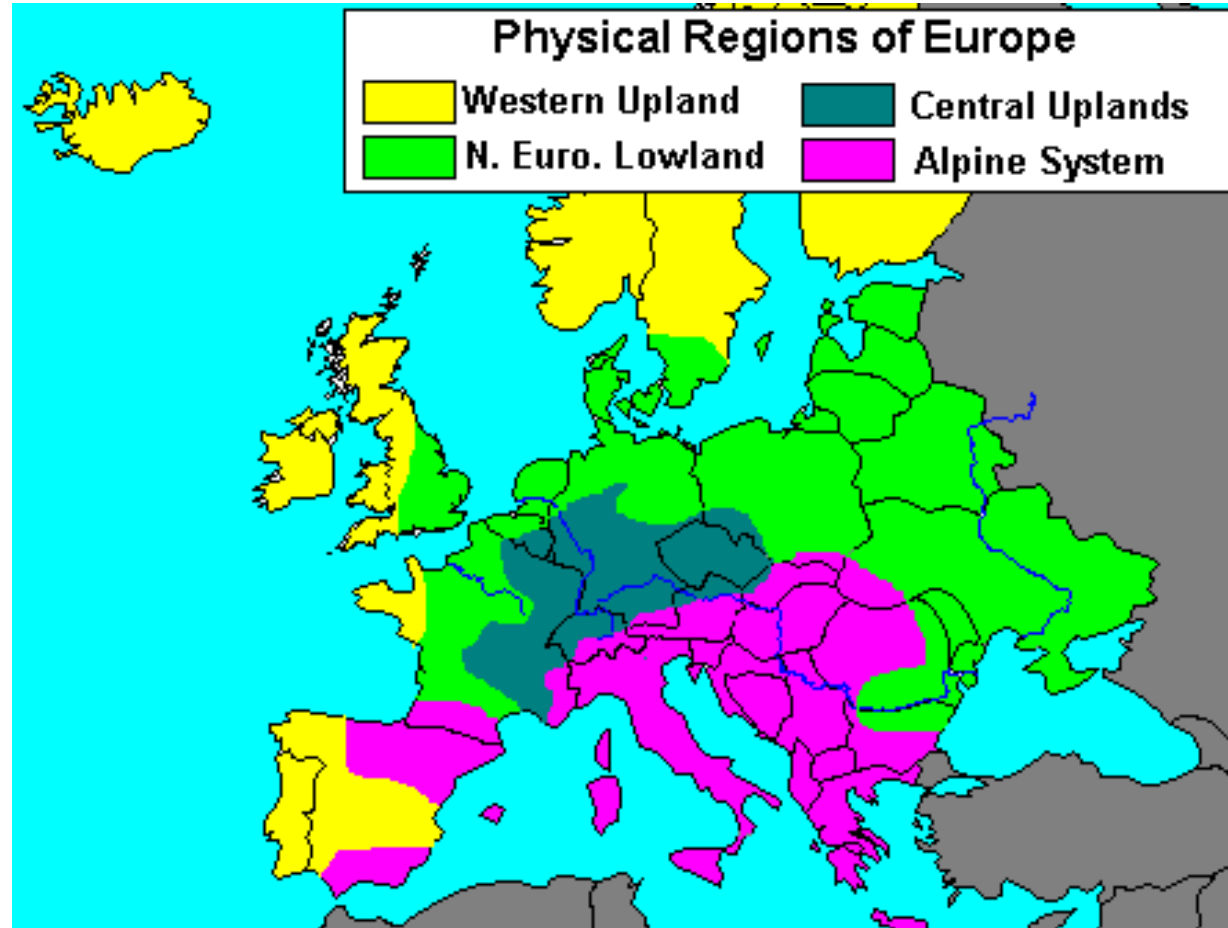 Physical Regions of Europe
Western Upland
Central Uplands
N. Euro. Lowland
Alpine System